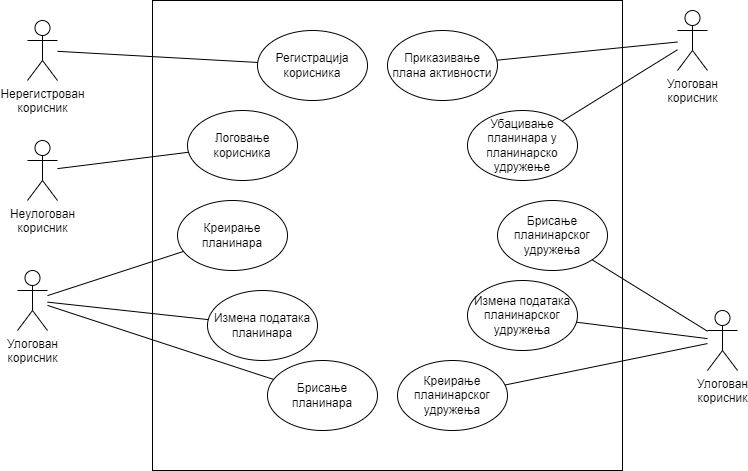 Нерегистрован
корисник
Регистрација
корисника
Приказивање
плана активности
Улогован
корисник
Логовање
корисника
Убацивање
планинара у
планинарско
удружење
Неулогован
корисник
Креирање
планинара
Брисање
планинарског
удружења
Улогован
корисник
Измена података
планинара
Измена података
планинарског
удружења
Улогован
корисник
Брисање
планинара
Креирање
планинарског
удружења